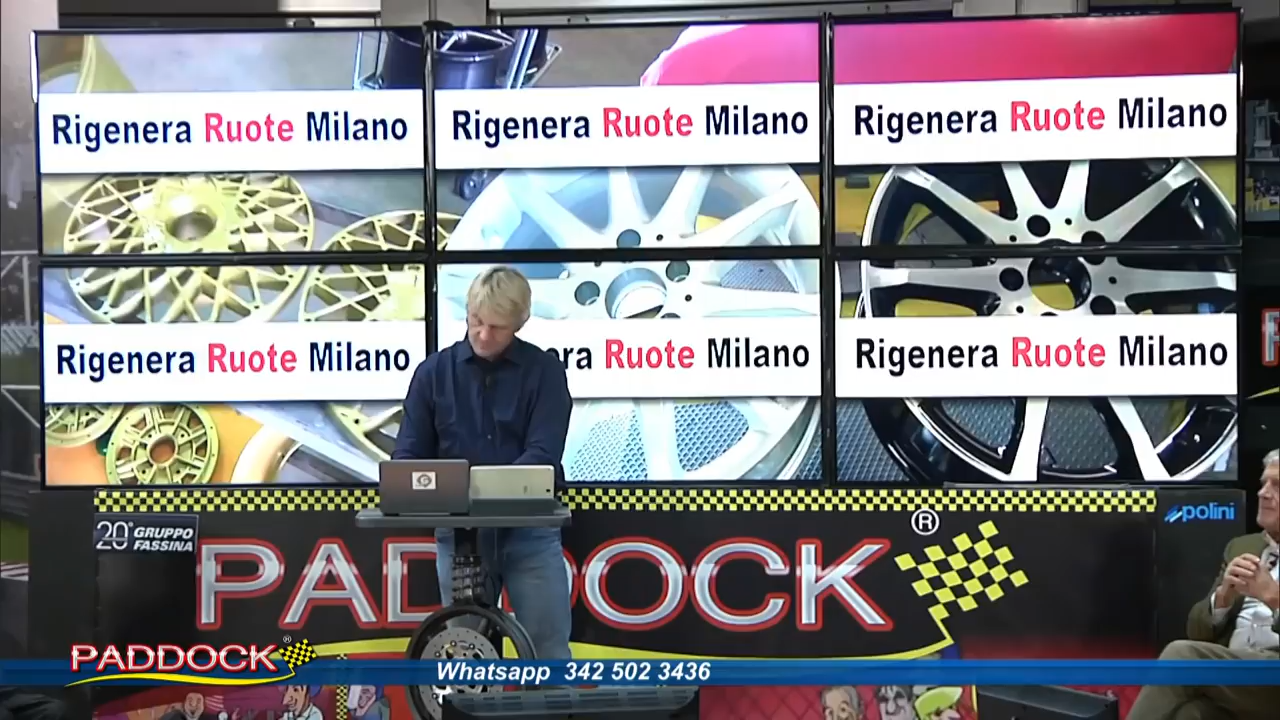 Rigenera Ruote Milano
Rigenera Ruote Milano
Rigenera Ruote Milano
Rigenera Ruote Milano
era Ruote Milano
Rigenera Ruote Milano
20° GRUPPO
FASSINA
PADDOCK ®
polini
PADDOCK ®
Whatsapp 342 502 3436